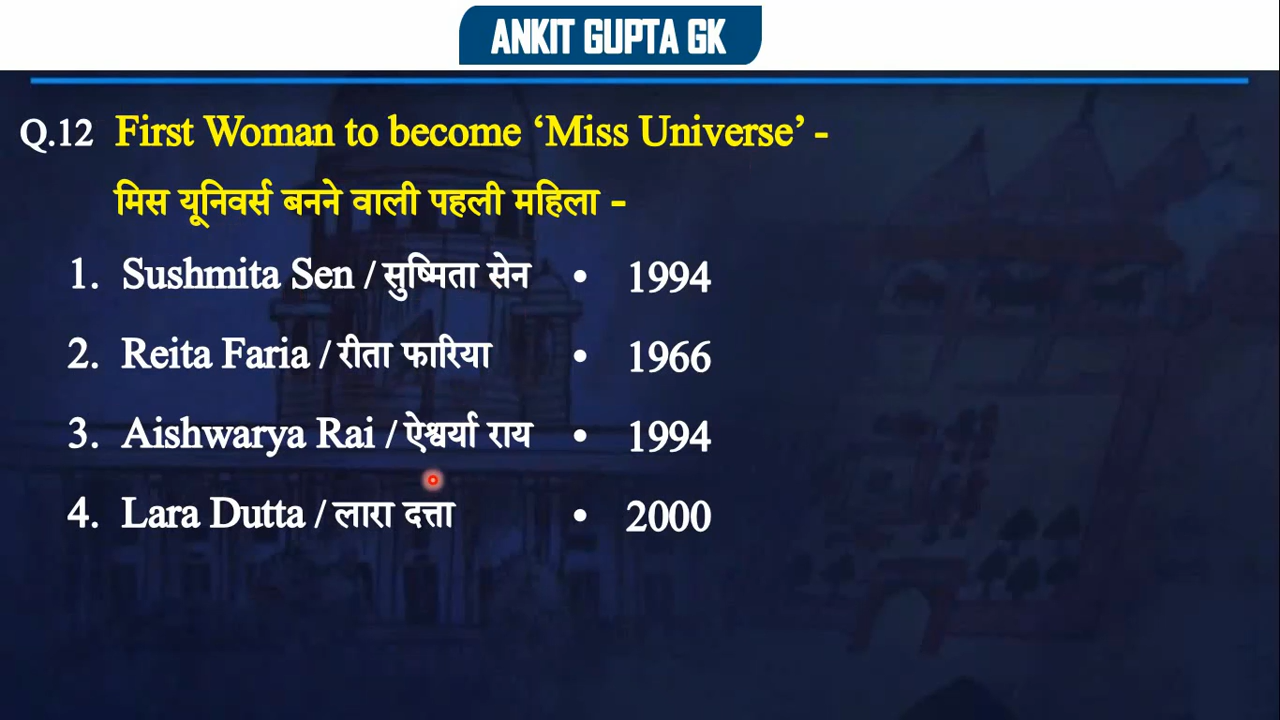 ANKIT GUPTA GK
Q.12 First Woman to become ‘Miss Universe’ -
मिस यूनिवर्स बनने वाली पहली महिला -
1. Sushmita Sen / सुष्मिता सेन • 1994
2. Reita Faria / रीता फारिया • 1966
3. Aishwarya Rai / ऐश्वर्या राय • 1994
4. Lara Dutta / लारा दत्ता • 2000